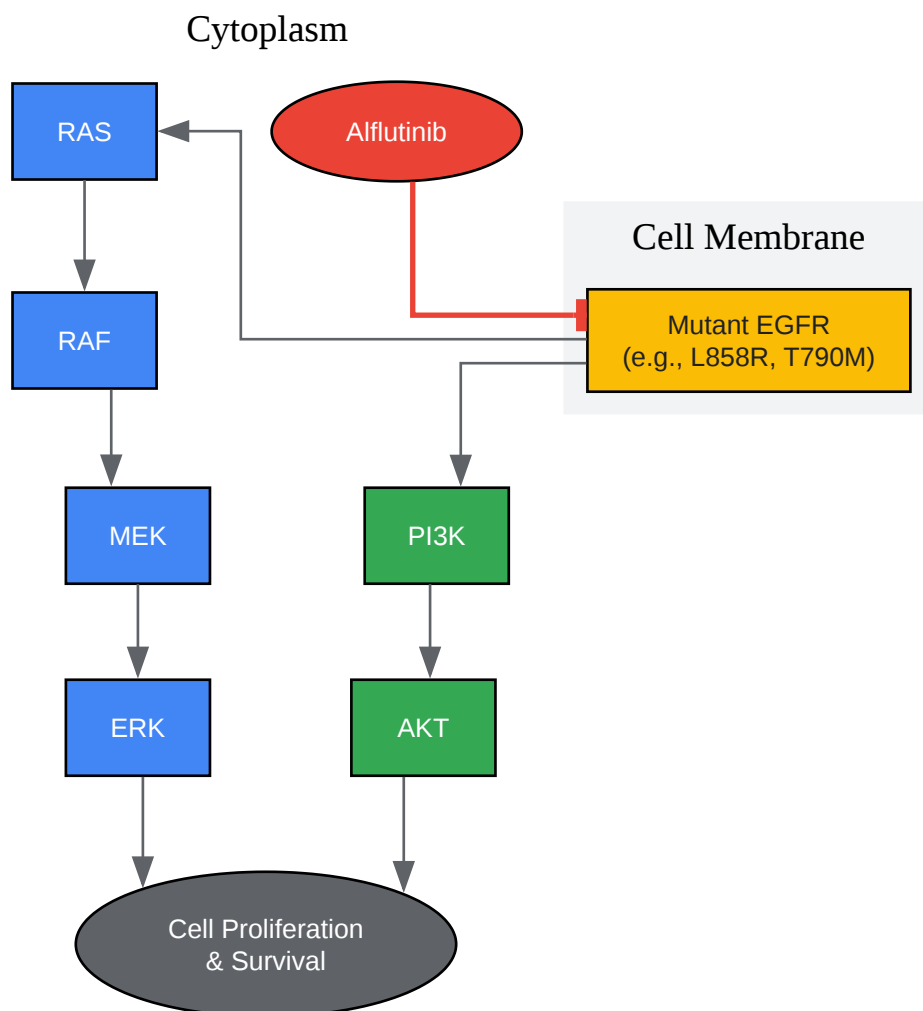 Cytoplasm
RAS
Alflutinib
Cell Membrane
Mutant EGFR
(e.g., L858R, T790M)
RAF
MEK
PI3K
ERK
AKT
Cell Proliferation
& Survival